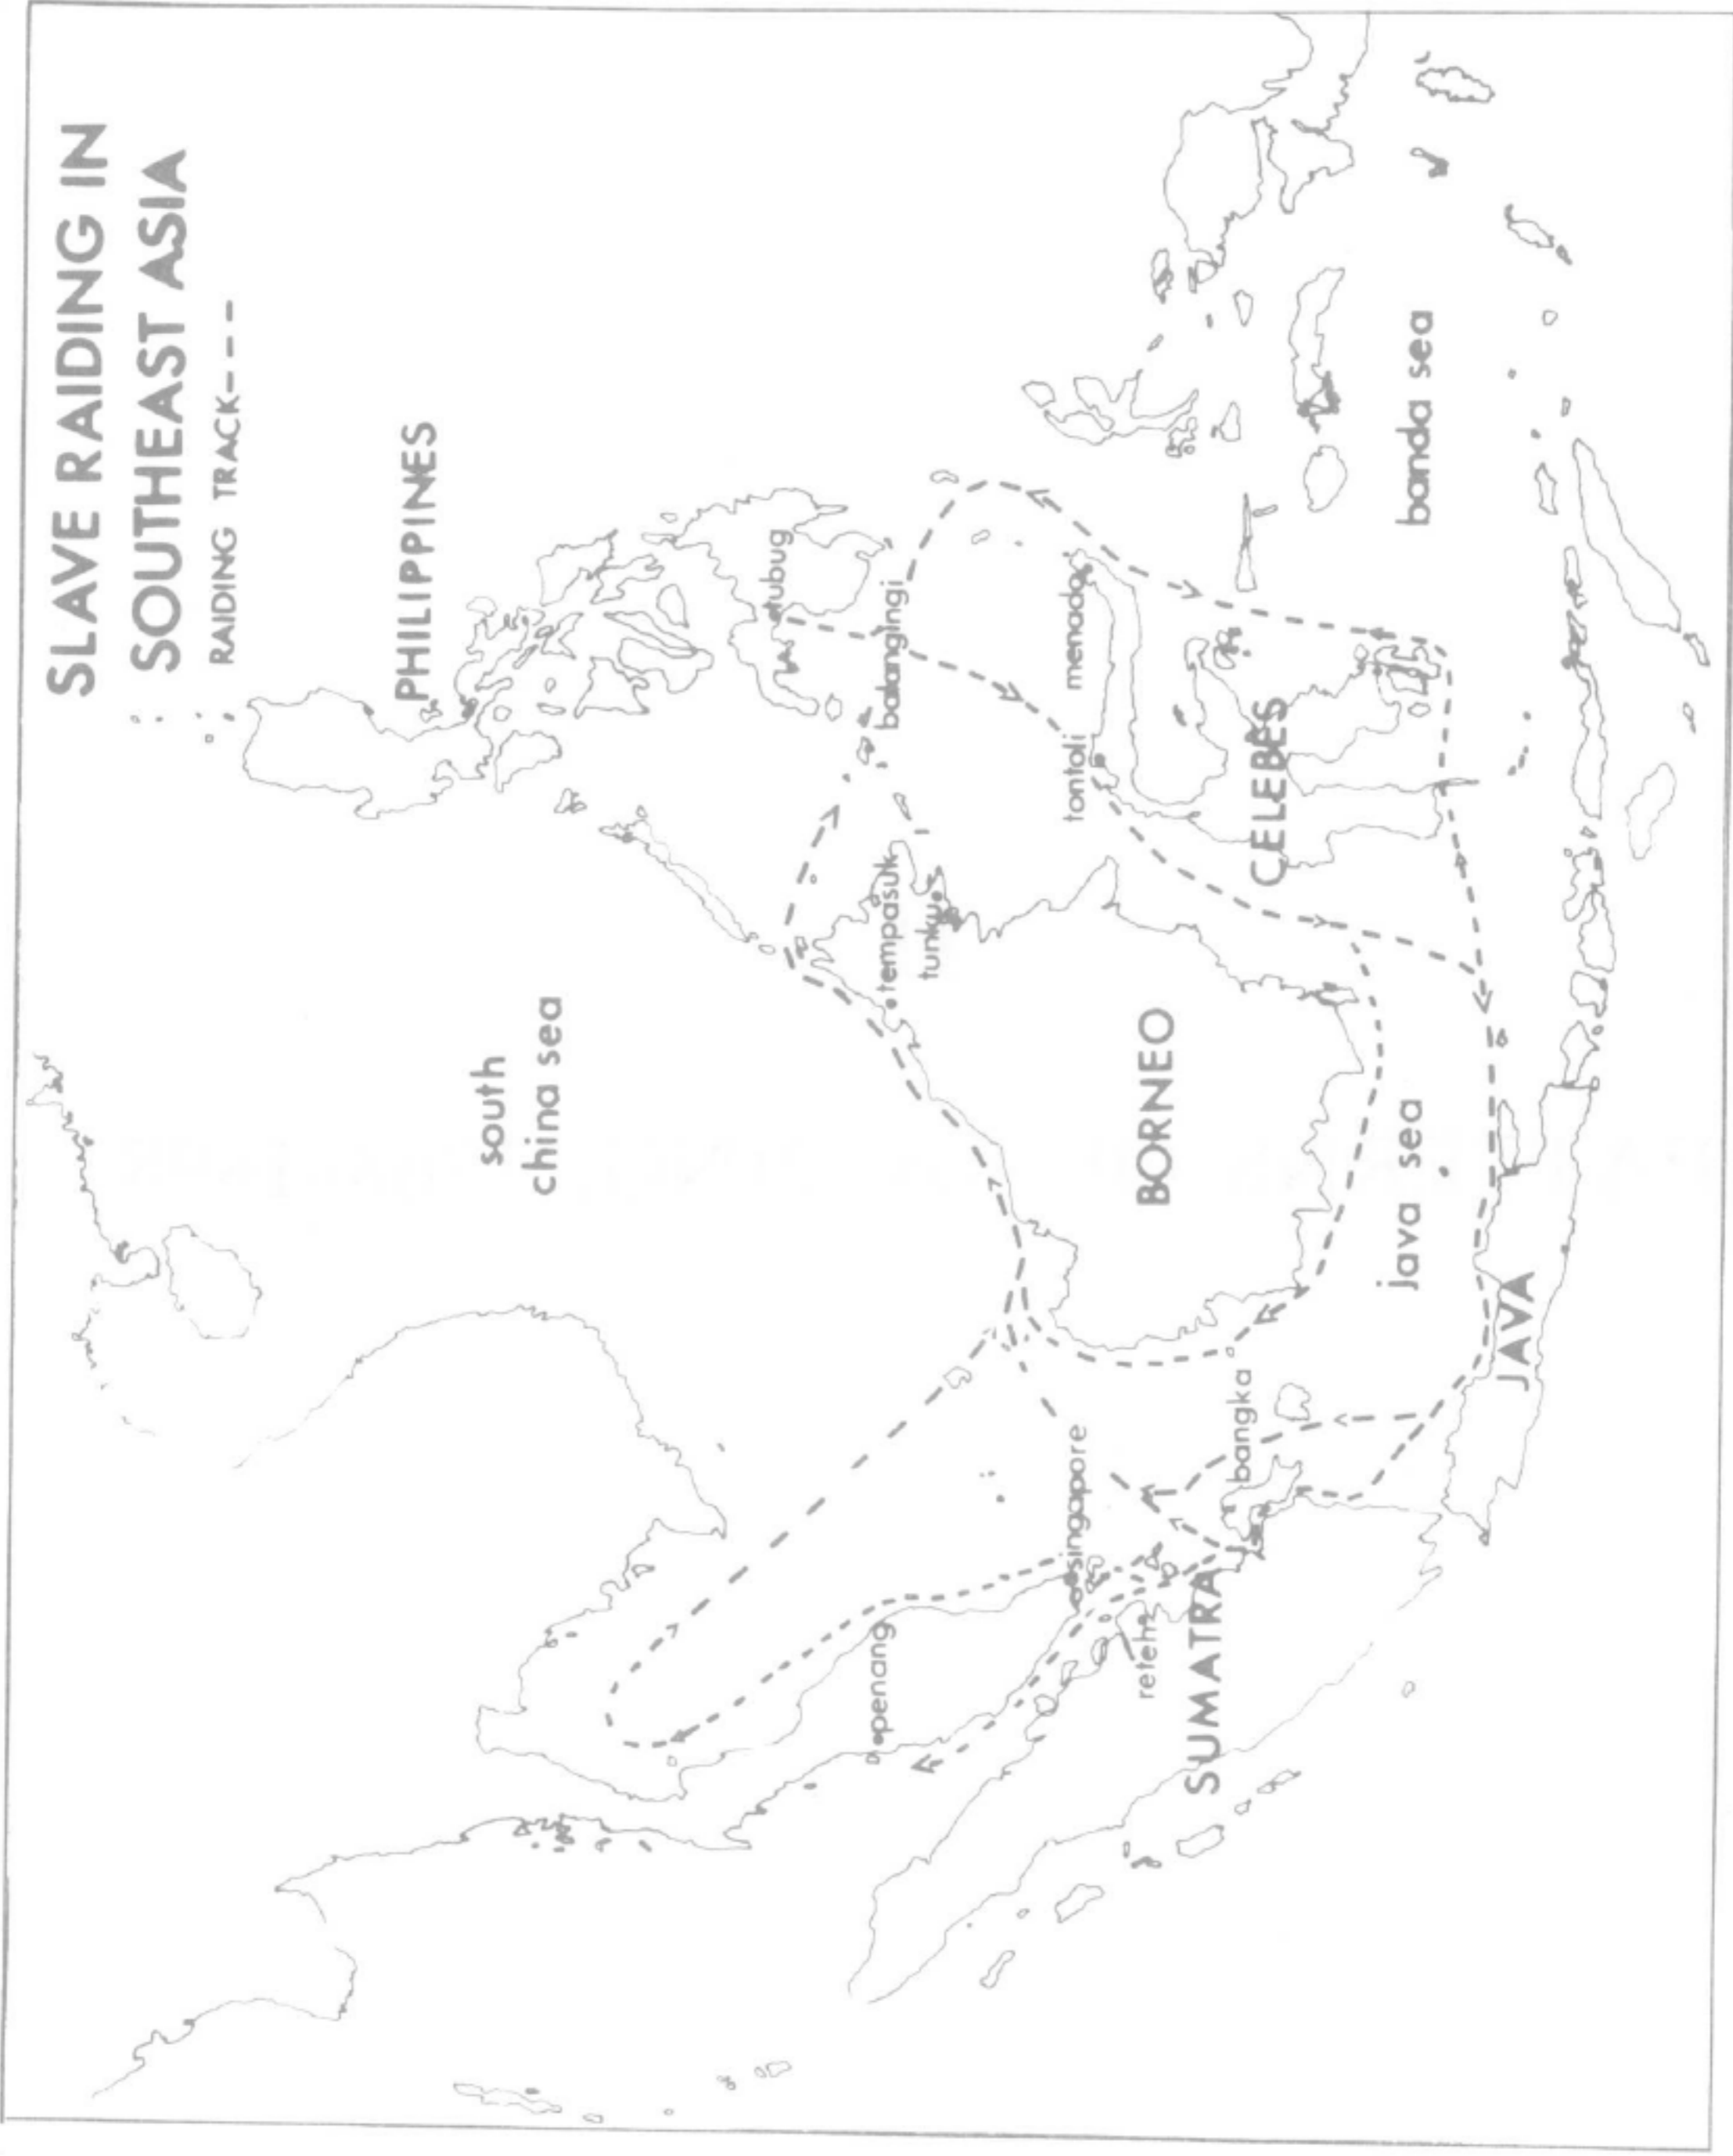 SLAVE RAIDING IN
SOUTHEAST ASIA
RAIDING TRACK---
PHILIPPINES
south
china sea
tubug
balangingi
tempasuk
tunku
menado
tontoli
CELEBES
BORNEO
banda sea
java sea
JAVA
bangka
singapore
penang
reteh
SUMATRA